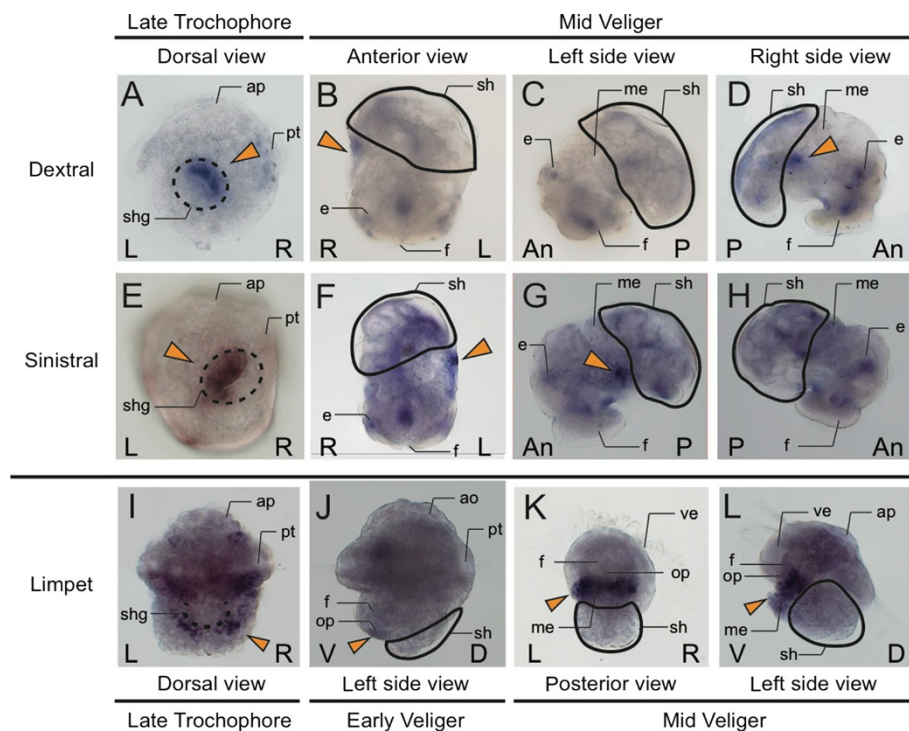 Late Trochophore Mid Veliger
Dorsal view Anterior view Left side view Right side view
A ap pt shg L R
B sh e f R L
C me sh e f An P
D sh me e f P An
Dextral
E ap pt shg L R
F sh e f R L
G me sh e f An P
H sh me e f P An
Sinistral
I ap pt shg L R
J ao pt f op sh V D
K ve f op me sh L R
L ve ap f op me sh V D
Limpet
Dorsal view Left side view Posterior view Left side view
Late Trochophore Early Veliger Mid Veliger